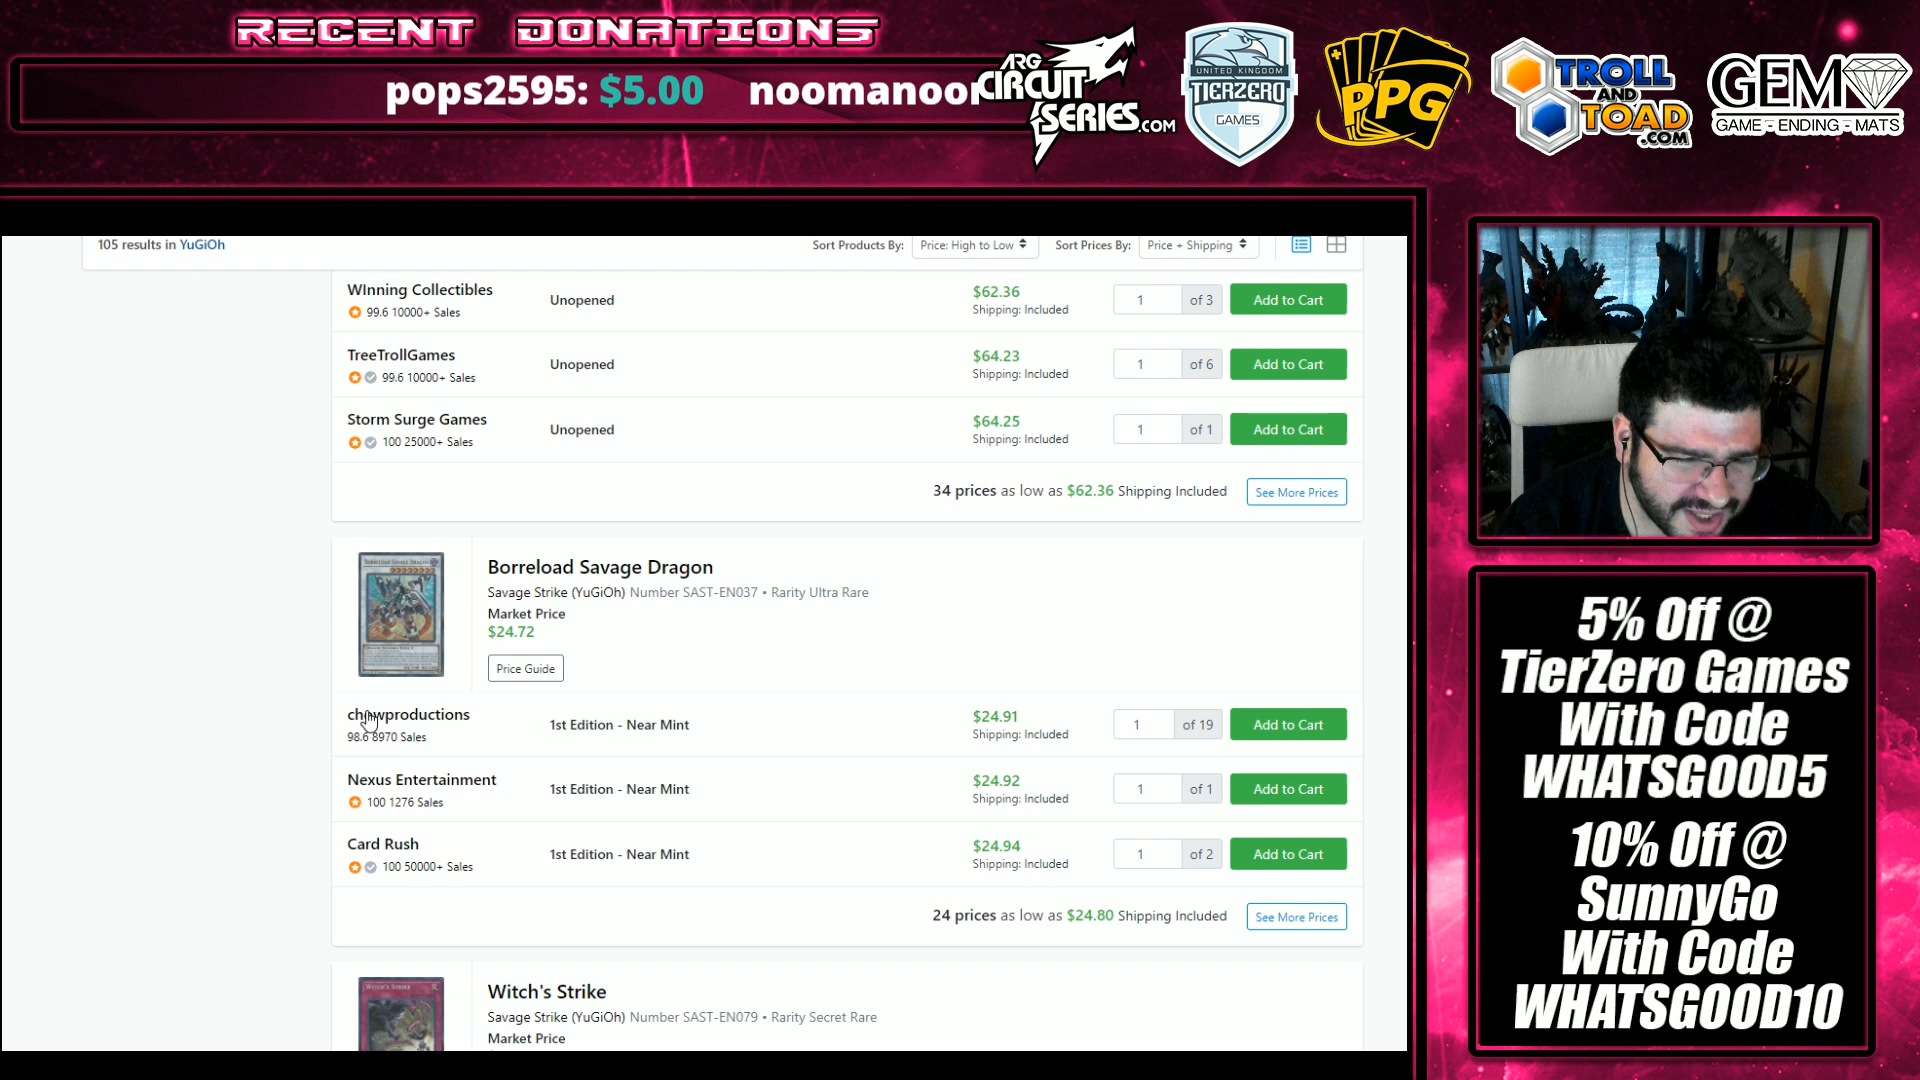 RECENT DONATIONS
pops2595: $5.00 noomanoor
ARG
CIRCUIT
SERIES.COM
UNITED KINGDOM
TIERZERO
GAMES
PPG
TROLL
AND
TOAD
.COM
GEM
GAME - ENDING - MATS
105 results in YuGiOh
Sort Products By: Price: High to Low
Sort Prices By: Price + Shipping
WInning Collectibles
99.6 10000+ Sales
Unopened
$62.36
Shipping: Included
1 of 3
Add to Cart
TreeTrollGames
99.6 10000+ Sales
Unopened
$64.23
Shipping: Included
1 of 6
Add to Cart
Storm Surge Games
100 25000+ Sales
Unopened
$64.25
Shipping: Included
1 of 1
Add to Cart
34 prices as low as $62.36 Shipping Included
See More Prices
Borreload Savage Dragon
Savage Strike (YuGiOh) Number SAST-EN037 • Rarity Ultra Rare
Market Price
$24.72
Price Guide
98.6 8970 Sales
1st Edition - Near Mint
$24.91
Shipping: Included
1 of 19
Add to Cart
Nexus Entertainment
100 1276 Sales
1st Edition - Near Mint
$24.92
Shipping: Included
1 of 1
Add to Cart
Card Rush
100 50000+ Sales
1st Edition - Near Mint
$24.94
Shipping: Included
1 of 2
Add to Cart
24 prices as low as $24.80 Shipping Included
See More Prices
WITCH'S STRIKE
Witch's Strike
Savage Strike (YuGiOh) Number SAST-EN079 • Rarity Secret Rare
Market Price
5% Off @
TierZero Games
With Code
WHATSGOOD5
10% Off @
SunnyGo
With Code
WHATSGOOD10